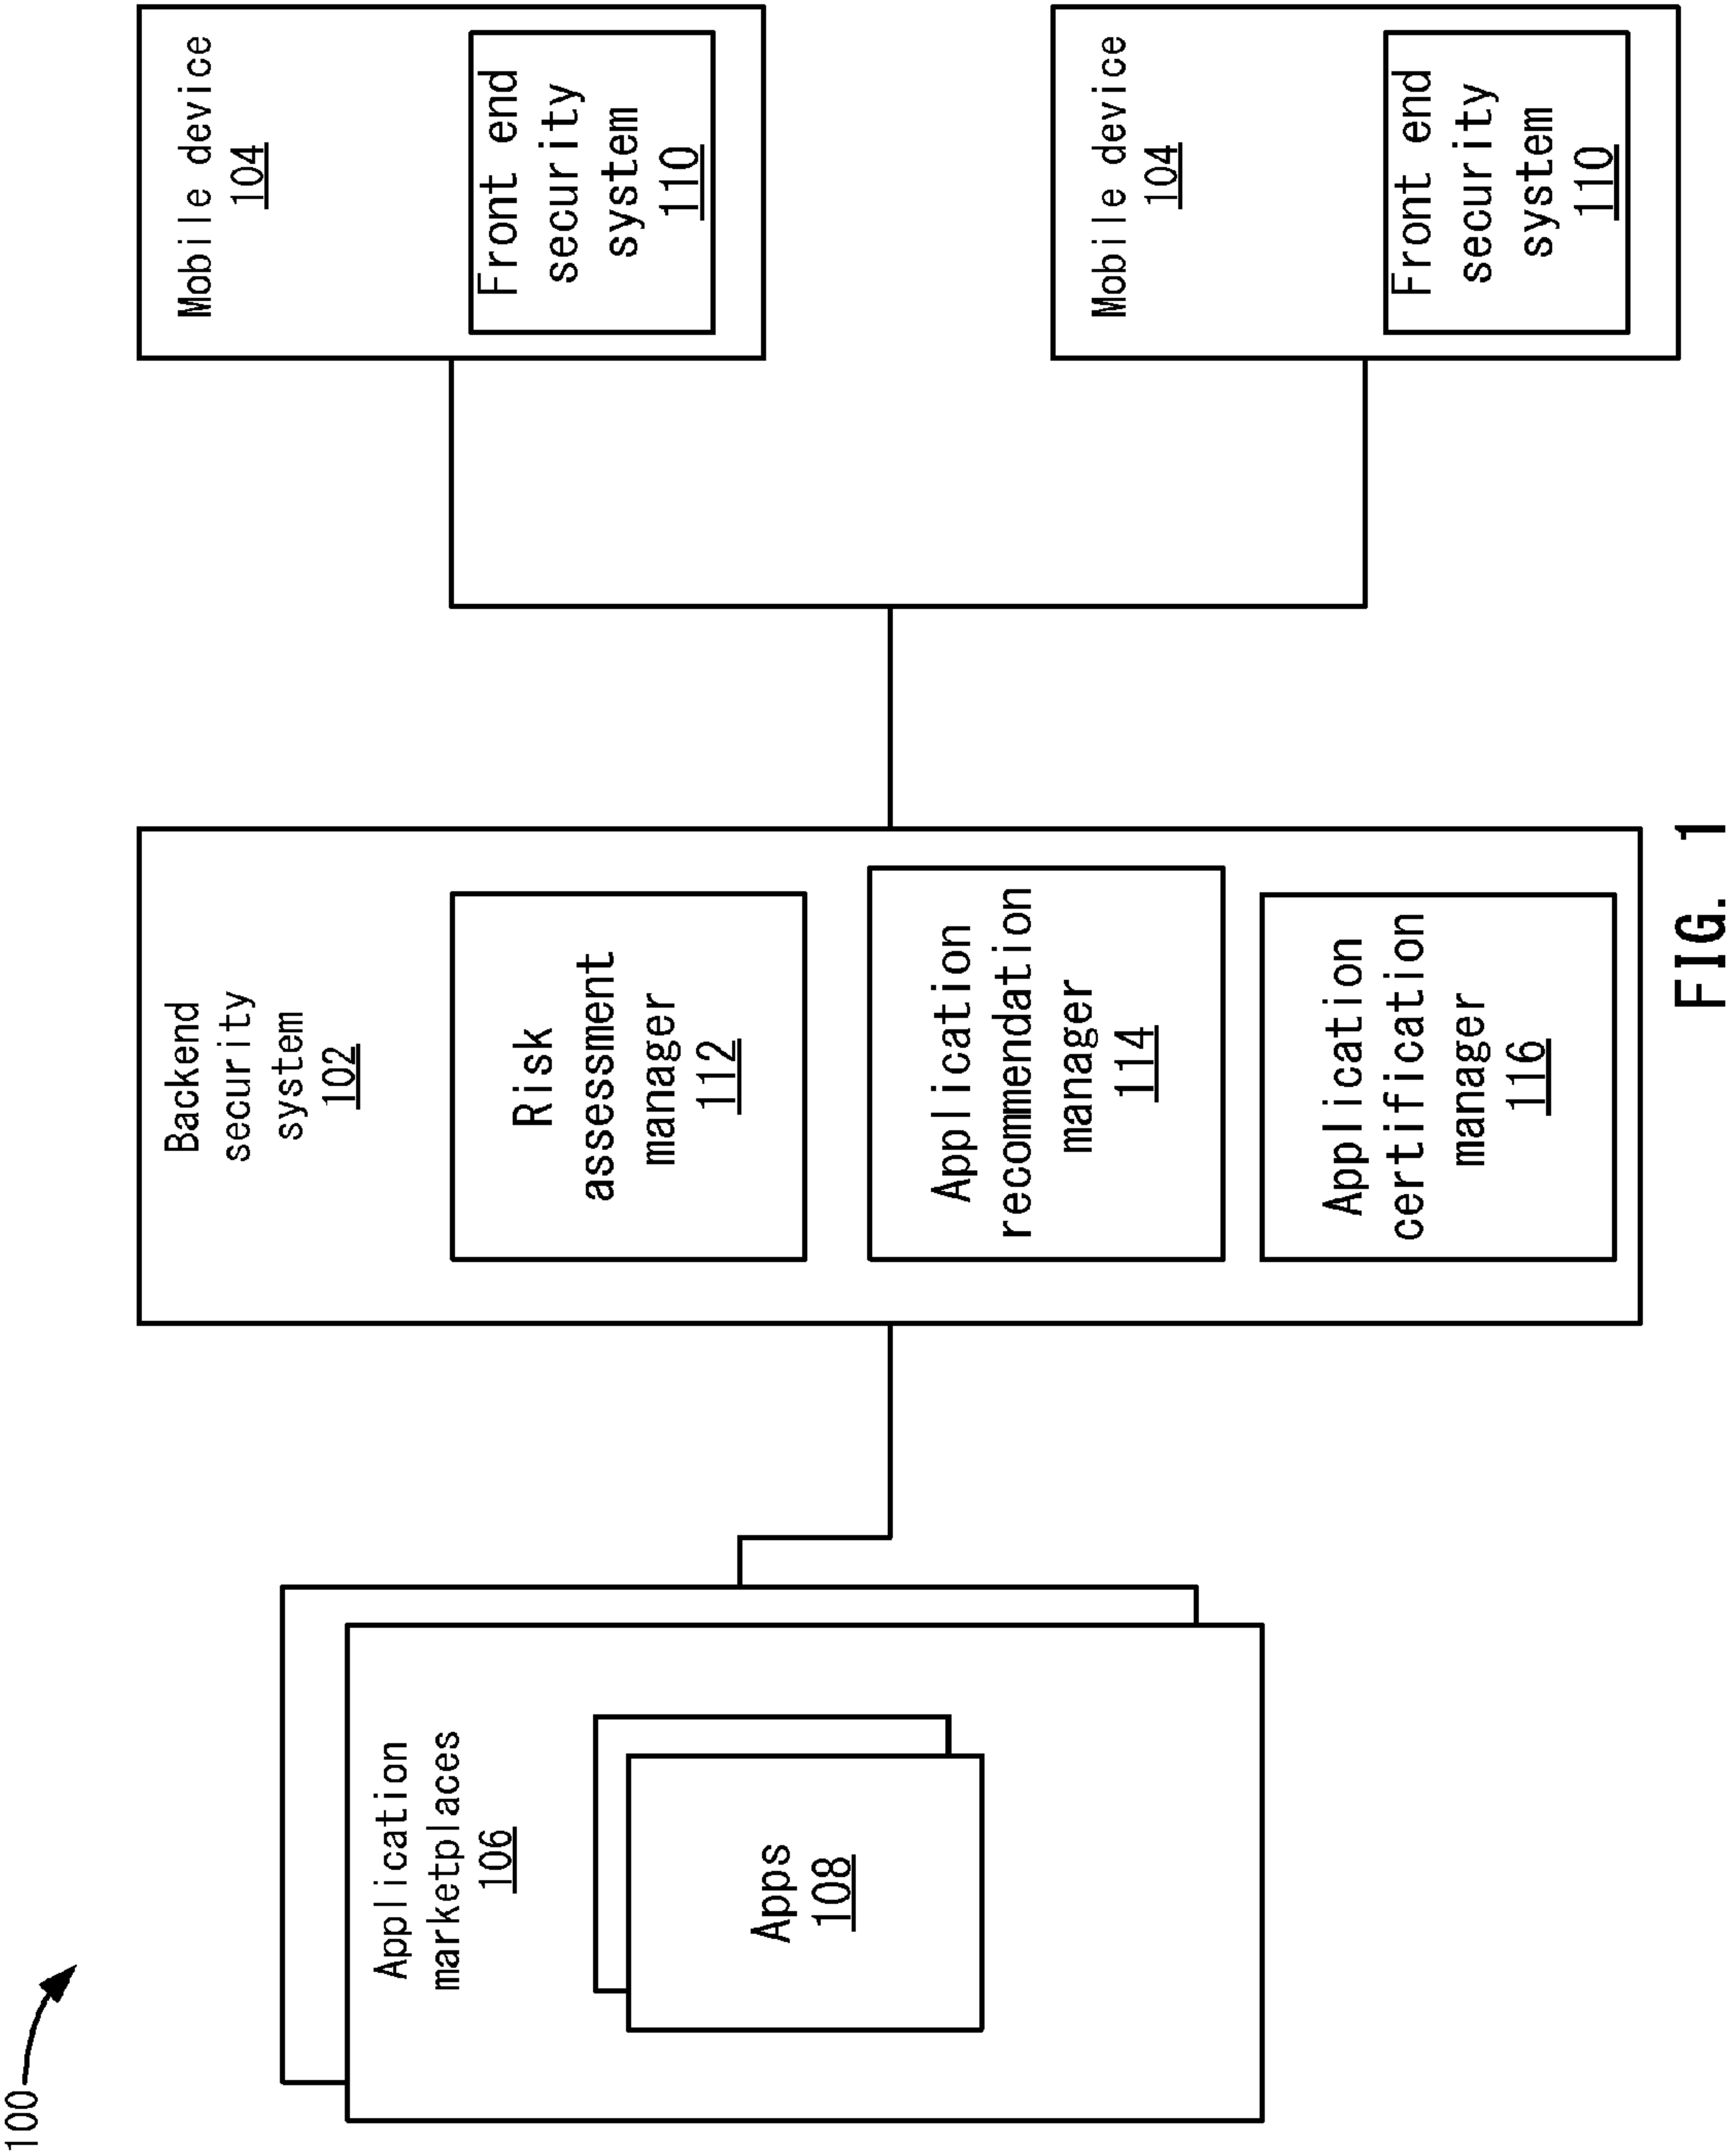 100
Application
marketplaces
106
Apps
108
Backend
security
system
102
Risk
assessment
manager
112
Application
recommendation
manager
114
Application
certification
manager
116
Mobile device
104
Front end
security
system
110
Mobile device
104
Front end
security
system
110
FIG. 1